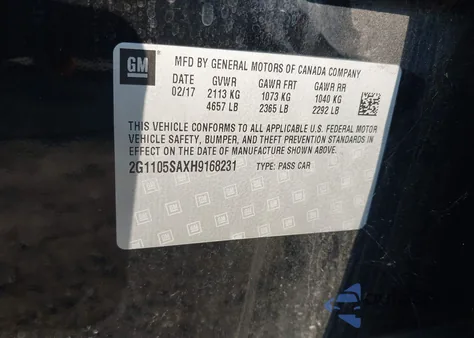 GM
MFD BY GENERAL MOTORS OF CANADA COMPANY
DATE GVWR GAWR FRT GAWR RR
02/17 2113 KG 1073 KG 1040 KG
4657 LB 2365 LB 2292 LB
THIS VEHICLE CONFORMS TO ALL APPLICABLE U.S. FEDERAL MOTOR
VEHICLE SAFETY, BUMPER, AND THEFT PREVENTION STANDARDS IN
EFFECT ON THE DATE OF MANUFACTURE SHOWN ABOVE.
2G1105SAXH9168231 TYPE: PASS CAR